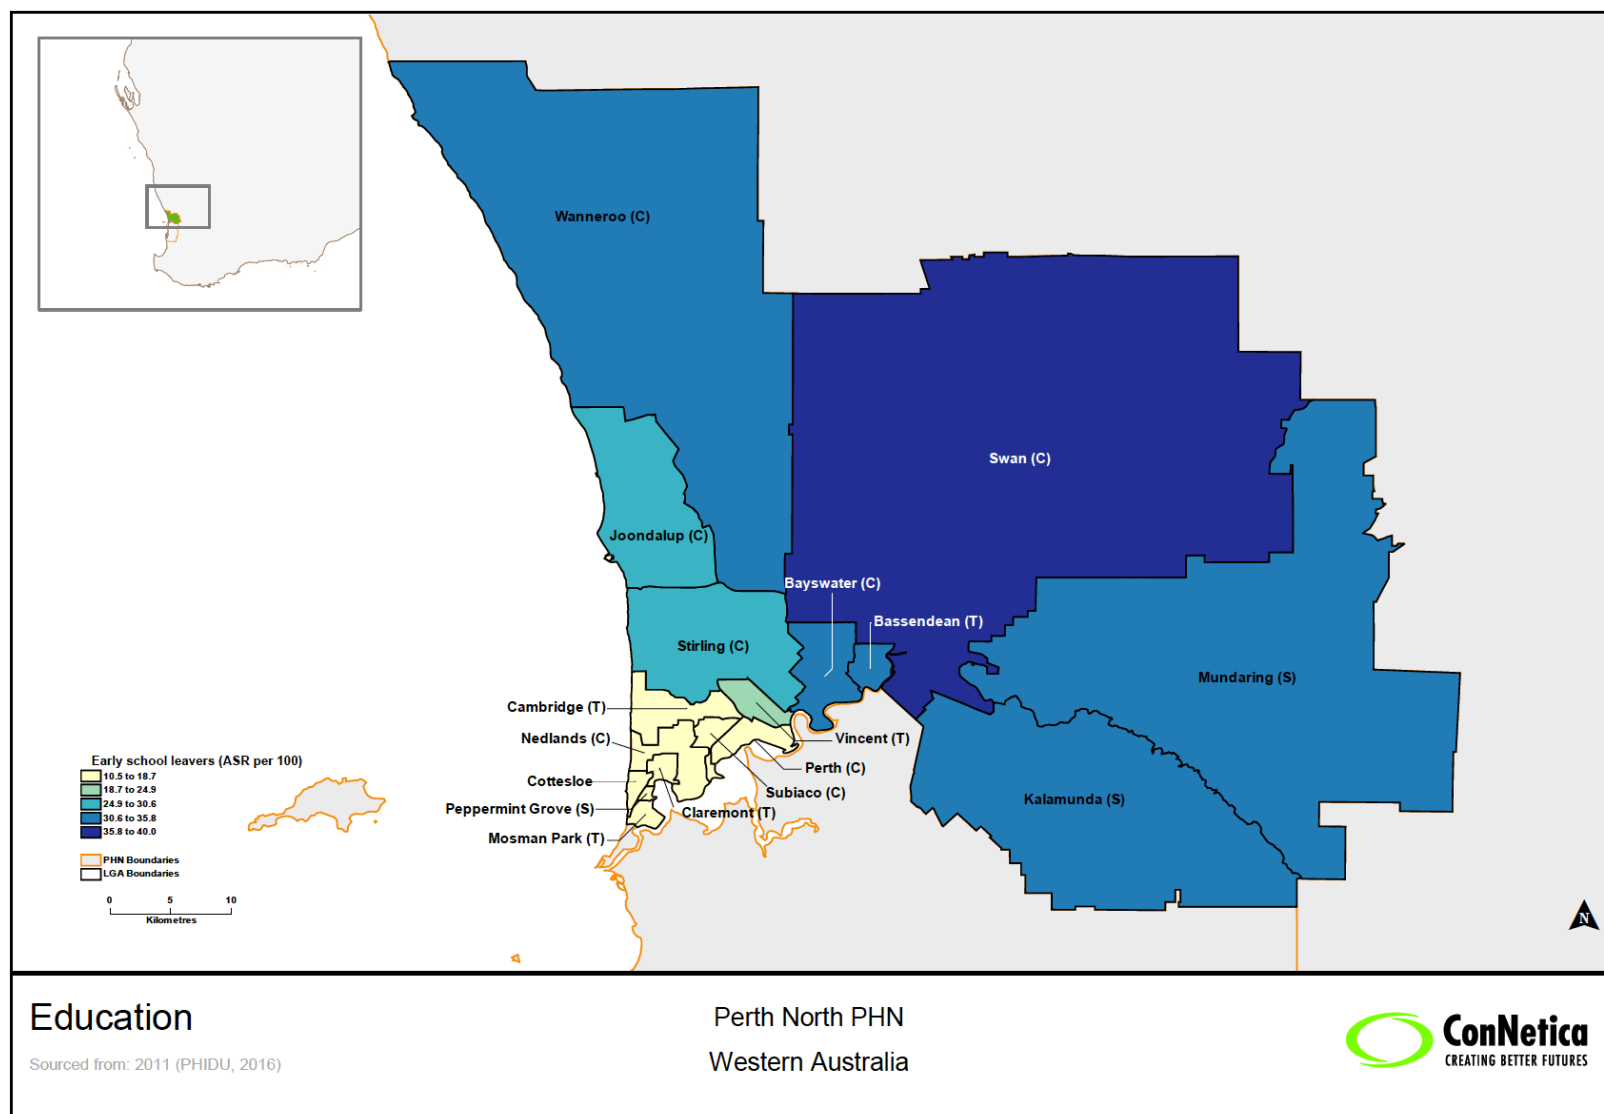 Wanneroo (C)
Swan (C)
Joondalup (C)
Bayswater (C)
Bassendean (T)
Stirling (C)
Mundaring (S)
Cambridge (T)
Nedlands (C)
Vincent (T)
Perth (C)
Cottesloe
Subiaco (C)
Kalamunda (S)
Peppermint Grove (S)
Claremont (T)
Mosman Park (T)
Early school leavers (ASR per 100)
10.5 to 18.7
18.7 to 24.9
24.9 to 30.6
30.6 to 35.8
35.8 to 40.0
PHN Boundaries
LGA Boundaries
0 5 10
Kilometres
N
Education
Sourced from: 2011 (PHIDU, 2016)
Perth North PHN
Western Australia
ConNetica
CREATING BETTER FUTURES